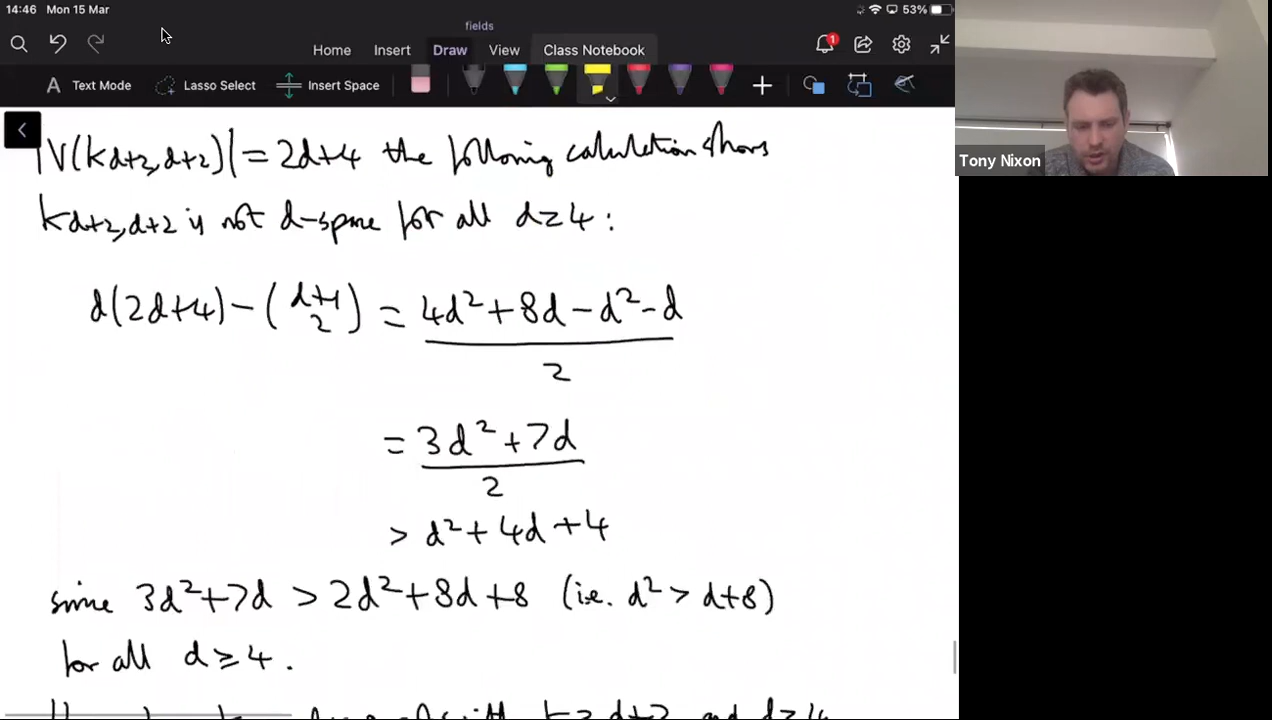 14:46 Mon 15 Mar
53%
fields
Home Insert Draw View Class Notebook
1
A Text Mode Lasso Select Insert Space
Tony Nixon
|V(Kd+2,d+2)| = 2d+4 the following calculation shows
Kd+2,d+2 is not d-sparse for all d≥4:
d(2d+4) - (d+1 2) = 4d²+8d-d²-d
2
= 3d²+7d
2
> d²+4d+4
since 3d²+7d > 2d²+8d+8 (i.e. d² > d+8)
for all d ≥ 4.